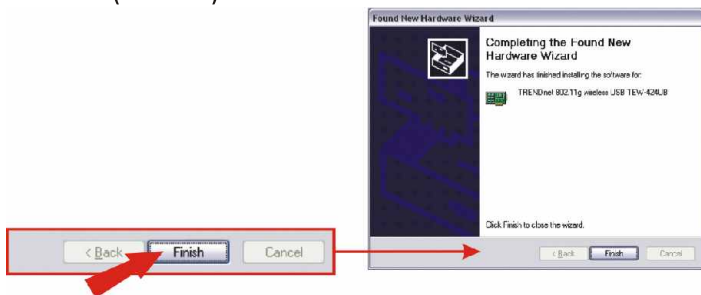 Found New Hardware Wizard
Completing the Found New
Hardware Wizard
The wizard has finished installing the software for:
TRENDnet 802.11g wireless USB TEW-424UB
Click Finish to close the wizard.
< Back Finish Cancel
< Back Finish Cancel